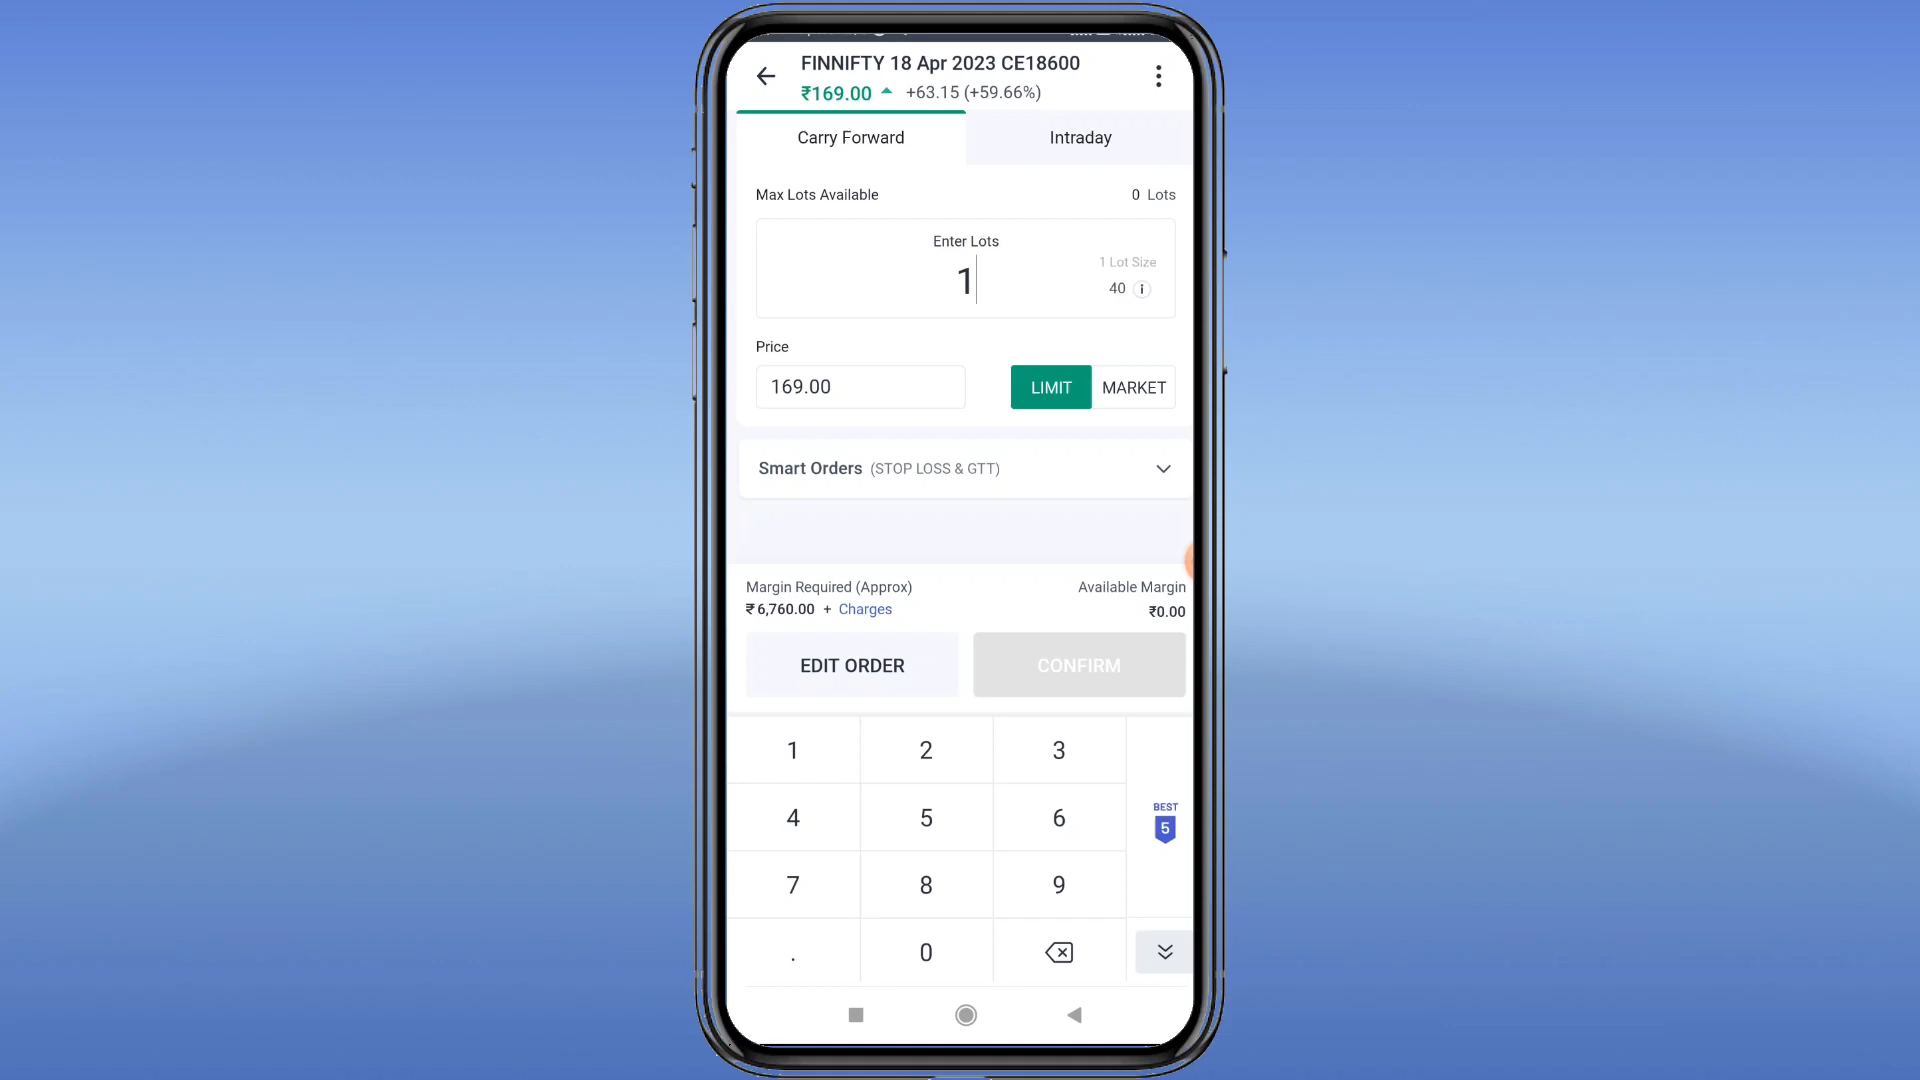 FINNIFTY 18 Apr 2023 CE18600
₹169.00 +63.15 (+59.66%)
Carry Forward Intraday
Max Lots Available 0 Lots
Enter Lots
1 Lot Size
1
40
Price
169.00 LIMIT MARKET
Smart Orders (STOP LOSS & GTT)
Margin Required (Approx) Available Margin
₹6,760.00 + Charges ₹0.00
EDIT ORDER CONFIRM
1 2 3
BEST
4 5 6 5
7 8 9
. 0